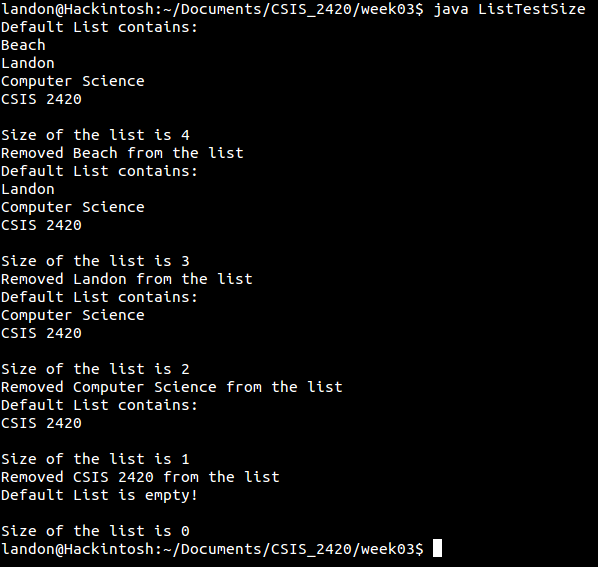 landon@Hackintosh:~/Documents/CSIS_2420/week03$ java ListTestSize
Default List contains:
Beach
Landon
Computer Science
CSIS 2420
Size of the list is 4
Removed Beach from the list
Default List contains:
Landon
Computer Science
CSIS 2420
Size of the list is 3
Removed Landon from the list
Default List contains:
Computer Science
CSIS 2420
Size of the list is 2
Removed Computer Science from the list
Default List contains:
CSIS 2420
Size of the list is 1
Removed CSIS 2420 from the list
Default List is empty!
Size of the list is 0
landon@Hackintosh:~/Documents/CSIS_2420/week03$